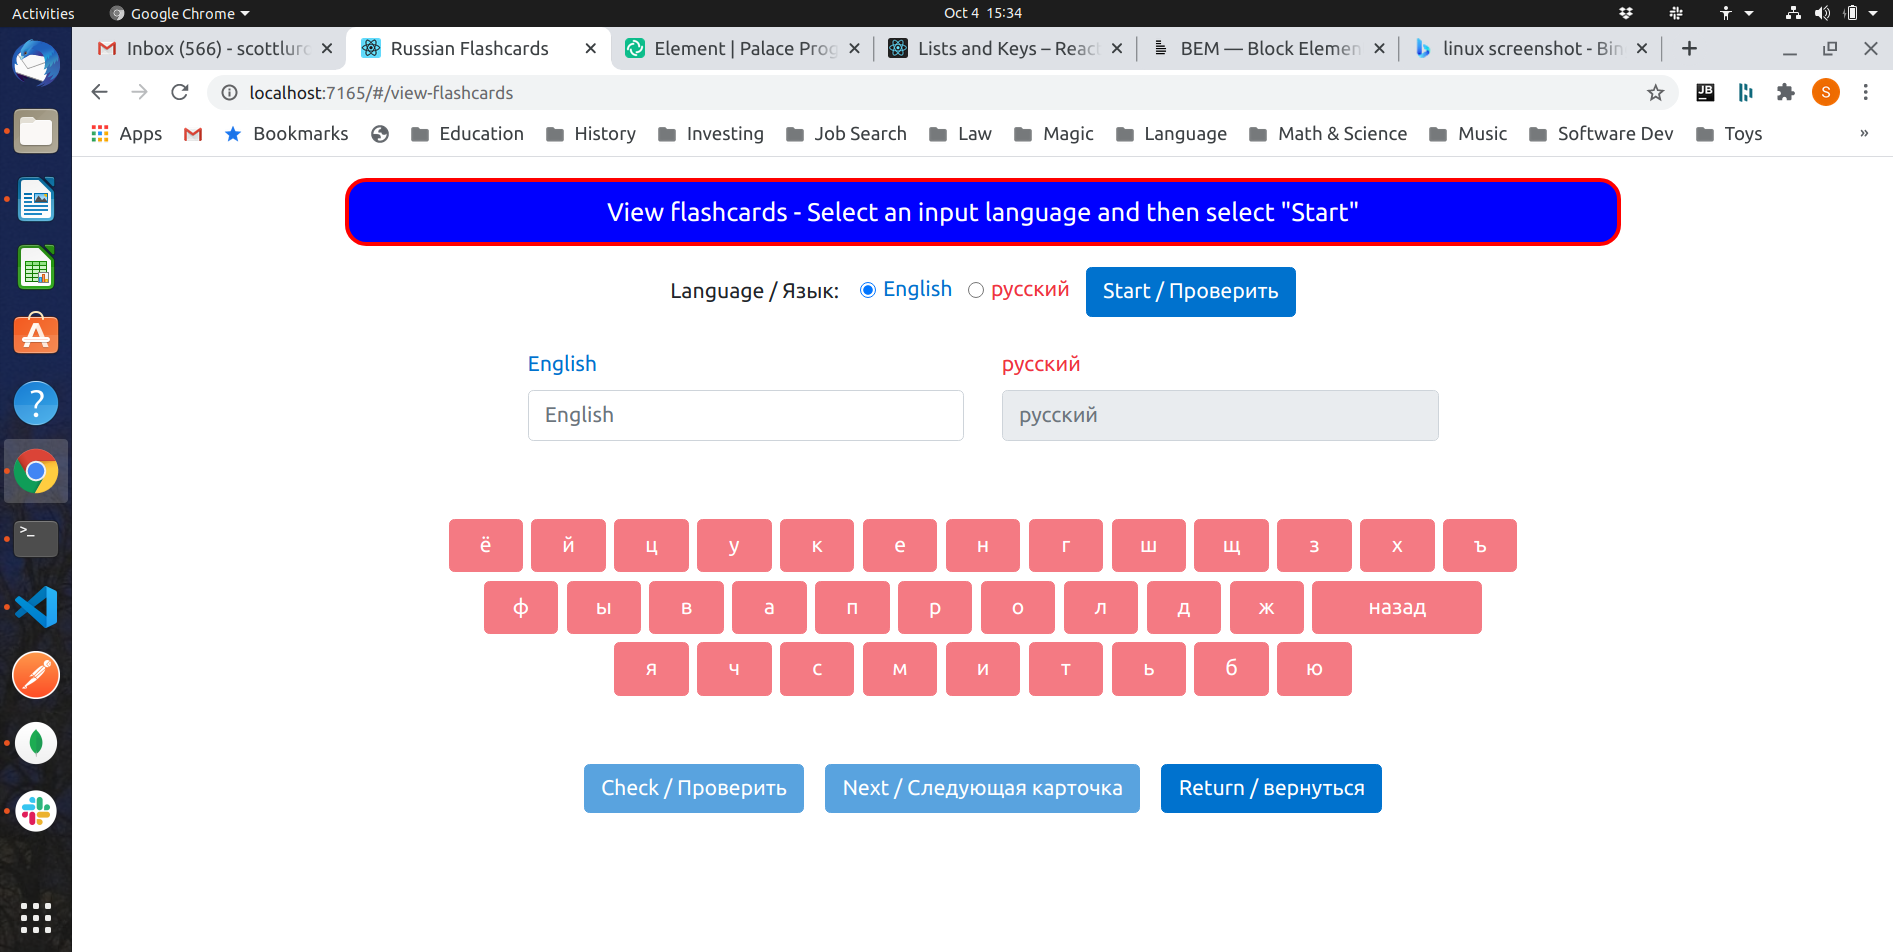 Activities Google Chrome Oct 4 15:34
Inbox (566) - scottlurc Russian Flashcards Element | Palace Prog Lists and Keys – React BEM — Block Elemen linux screenshot - Bin
localhost:7165/#/view-flashcards JB S
Apps Bookmarks Education History Investing Job Search Law Magic Language Math & Science Music Software Dev Toys »
View flashcards - Select an input language and then select "Start"
Language / Язык: English русский Start / Проверить
English русский
English русский
ё й ц у к е н г ш щ з х ъ
ф ы в а п р о л д ж назад
я ч с м и т ь б ю
Check / Проверить Next / Следующая карточка Return / вернуться